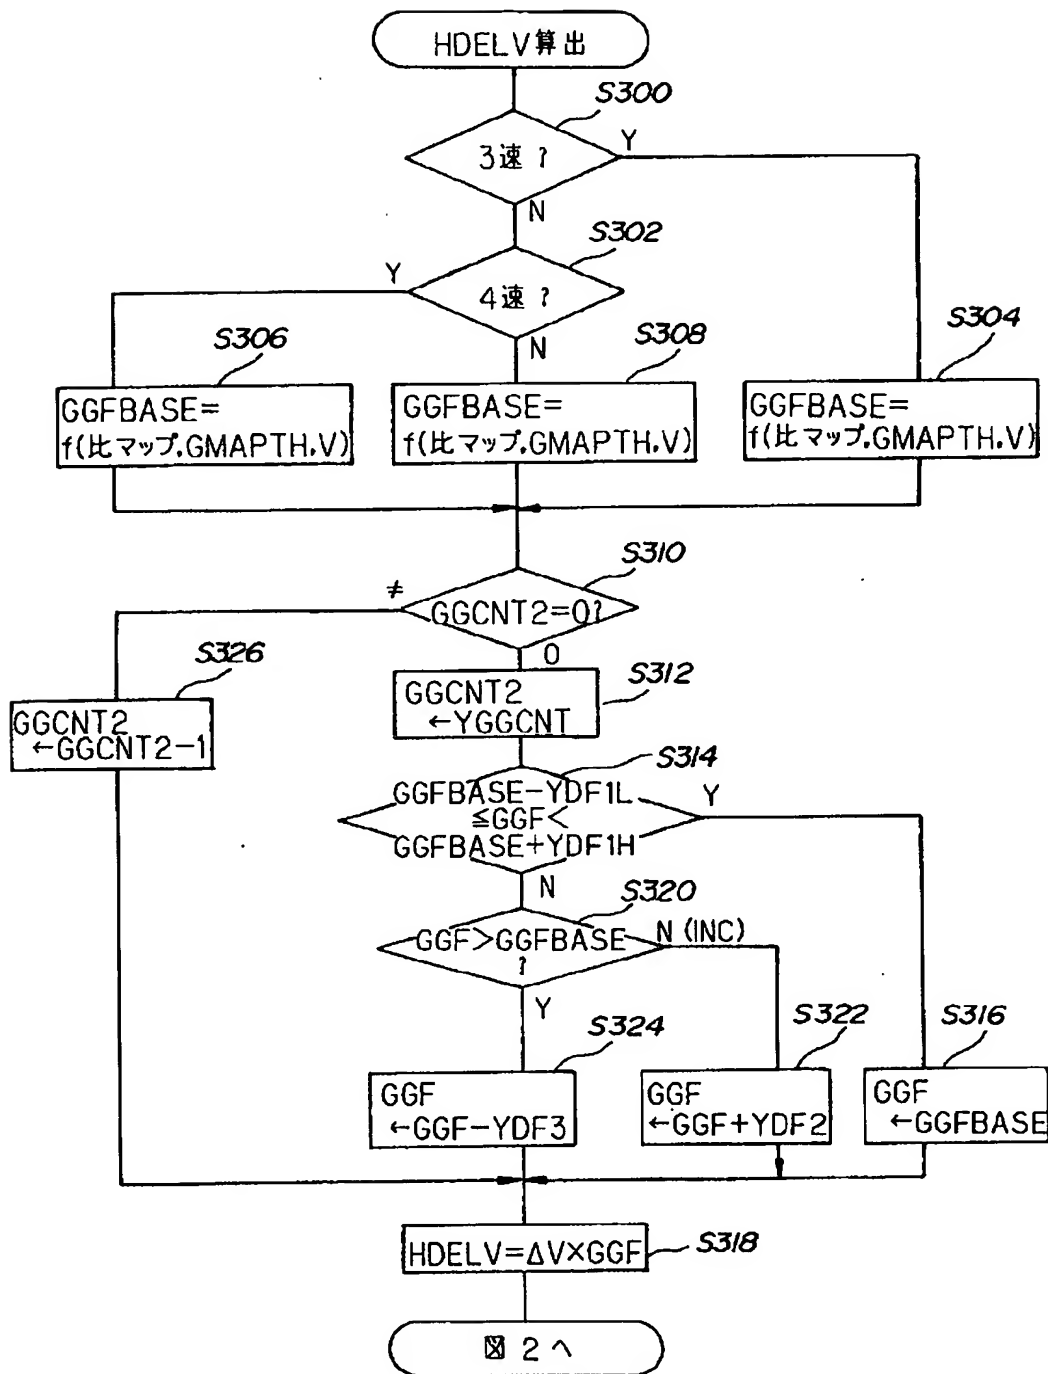 HDELV算出
S300
3速?
Y
N
S302
Y
4速?
N
S306
S308
S304
GGFBASE=
f(比マップ.GMAPTH.V)
GGFBASE=
f(比マップ.GMAPTH.V)
GGFBASE=
f(比マップ.GMAPTH.V)
S310
≠
GGCNT2=0?
0
S326
GGCNT2
←GGCNT2-1
S312
GGCNT2
←YGGCNT
S314
GGFBASE-YDF1L
≦GGF<
GGFBASE+YDF1H
Y
N
S320
GGF>GGFBASE
?
N (INC)
Y
S324
S322
S316
GGF
←GGF-YDF3
GGF
←GGF+YDF2
GGF
←GGFBASE
HDELV=ΔV×GGF
S318
図2へ